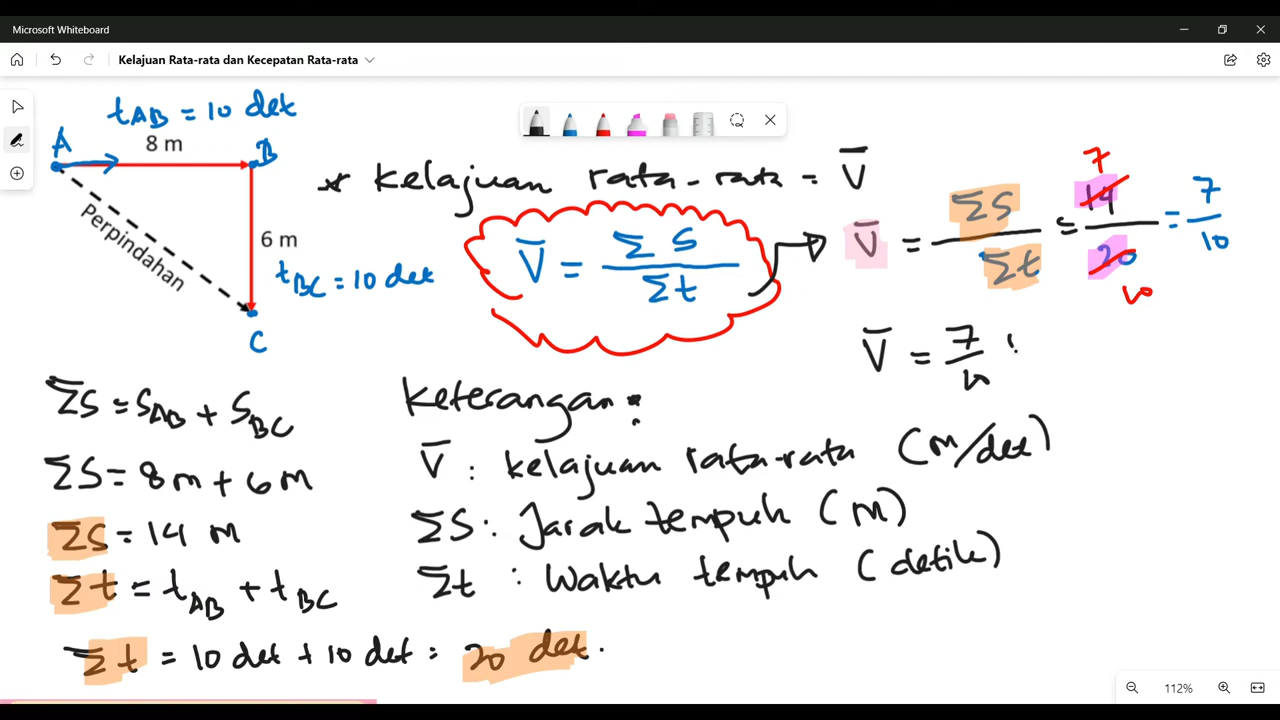 Microsoft Whiteboard
Kelajuan Rata-rata dan Kecepatan Rata-rata
tAB = 10 det
A
8 m
B
Perpindahan
6 m
tBC = 10 det
C
* Kelajuan rata-rata = V̅
V̅ = ΣS / Σt
V̅ = ΣS / Σt = 14 / 20 = 7 / 10
7
10
V̅ = 7 / 10
ΣS = SAB + SBC
ΣS = 8m + 6m
ΣS = 14 m
Σt = tAB + tBC
Σt = 10 det + 10 det = 20 det.
Keterangan :
V̅ : kelajuan rata-rata (m/det)
ΣS : Jarak tempuh (m)
Σt : Waktu tempuh (detik)
112%